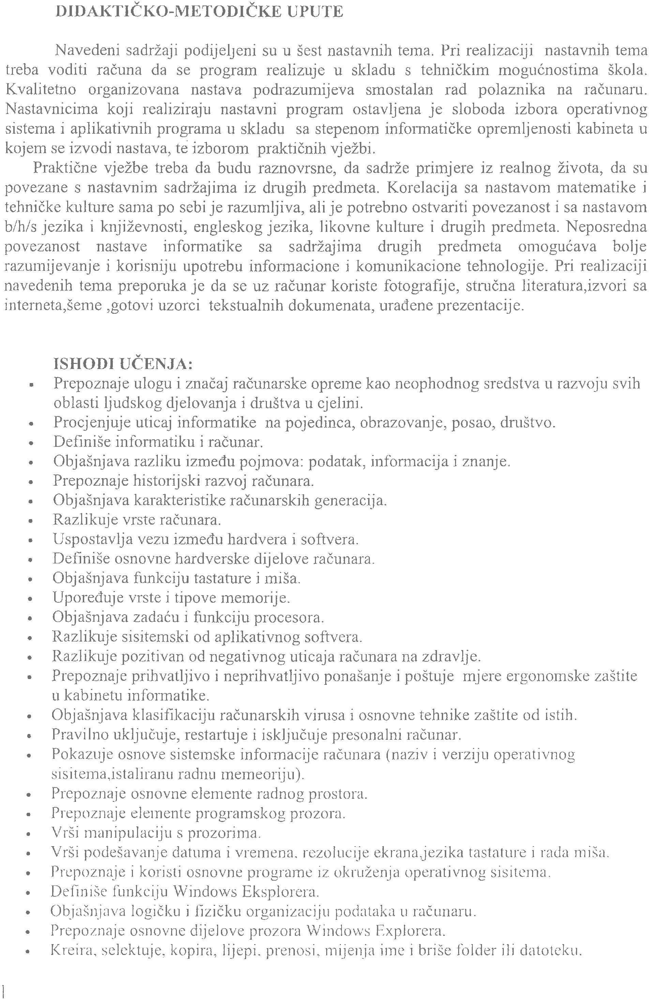 DIDAKTIČKO-METODIČKE UPUTE
Navedeni sadržaji podijeljeni su u šest nastavnih tema. Pri realizaciji nastavnih tema
treba voditi računa da se program realizuje u skladu s tehničkim mogućnostima škola.
Kvalitetno organizovana nastava podrazumijeva smostalan rad polaznika na računaru.
Nastavnicima koji realiziraju nastavni program ostavljena je sloboda izbora operativnog
sistema i aplikativnih programa u skladu sa stepenom informatičke opremljenosti kabineta u
kojem se izvodi nastava, te izborom praktičnih vježbi.
Praktične vježbe treba da budu raznovrsne, da sadrže primjere iz realnog života, da su
povezane s nastavnim sadržajima iz drugih predmeta. Korelacija sa nastavom matematike i
tehničke kulture sama po sebi je razumljiva, ali je potrebno ostvariti povezanost i sa nastavom
b/h/s jezika i književnosti, engleskog jezika, likovne kulture i drugih predmeta. Neposredna
povezanost nastave informatike sa sadržajima drugih predmeta omogućava bolje
razumijevanje i korisniju upotrebu informacione i komunikacione tehnologije. Pri realizaciji
navedenih tema preporuka je da se uz računar koriste fotografije, stručna literatura,izvori sa
interneta,šeme ,gotovi uzorci tekstualnih dokumenata, urađene prezentacije.
ISHODI UČENJA:
• Prepoznaje ulogu i značaj računarske opreme kao neophodnog sredstva u razvoju svih
oblasti ljudskog djelovanja i društva u cjelini.
• Procjenjuje uticaj informatike na pojedinca, obrazovanje, posao, društvo.
• Definiše informatiku i računar.
• Objašnjava razliku između pojmova: podatak, informacija i znanje.
• Prepoznaje historijski razvoj računara.
• Objašnjava karakteristike računarskih generacija.
• Razlikuje vrste računara.
• Uspostavlja vezu između hardvera i softvera.
• Definiše osnovne hardverske dijelove računara.
• Objašnjava funkciju tastature i miša.
• Upoređuje vrste i tipove memorije.
• Objašnjava zadaću i funkciju procesora.
• Razlikuje sisitemski od aplikativnog softvera.
• Razlikuje pozitivan od negativnog uticaja računara na zdravlje.
• Prepoznaje prihvatljivo i neprihvatljivo ponašanje i poštuje mjere ergonomske zaštite
u kabinetu informatike.
• Objašnjava klasifikaciju računarskih virusa i osnovne tehnike zaštite od istih.
• Pravilno uključuje, restartuje i isključuje presonalni računar.
• Pokazuje osnove sistemske informacije računara (naziv i verziju operativnog
sisitema,istaliranu radnu memeoriju).
• Prepoznaje osnovne elemente radnog prostora.
• Prepoznaje elemente programskog prozora.
• Vrši manipulaciju s prozorima.
• Vrši podešavanje datuma i vremena, rezolucije ekrana,jezika tastature i rada miša.
• Prepoznaje i koristi osnovne programe iz okruženja operativnog sisitema.
• Definiše funkciju Windows Eksplorera.
• Objašnjava logičku i fizičku organizaciju podataka u računaru.
• Prepoznaje osnovne dijelove prozora Windows Explorera.
• Kreira, selektuje, kopira, lijepi, prenosi, mijenja ime i briše folder ili datoteku.